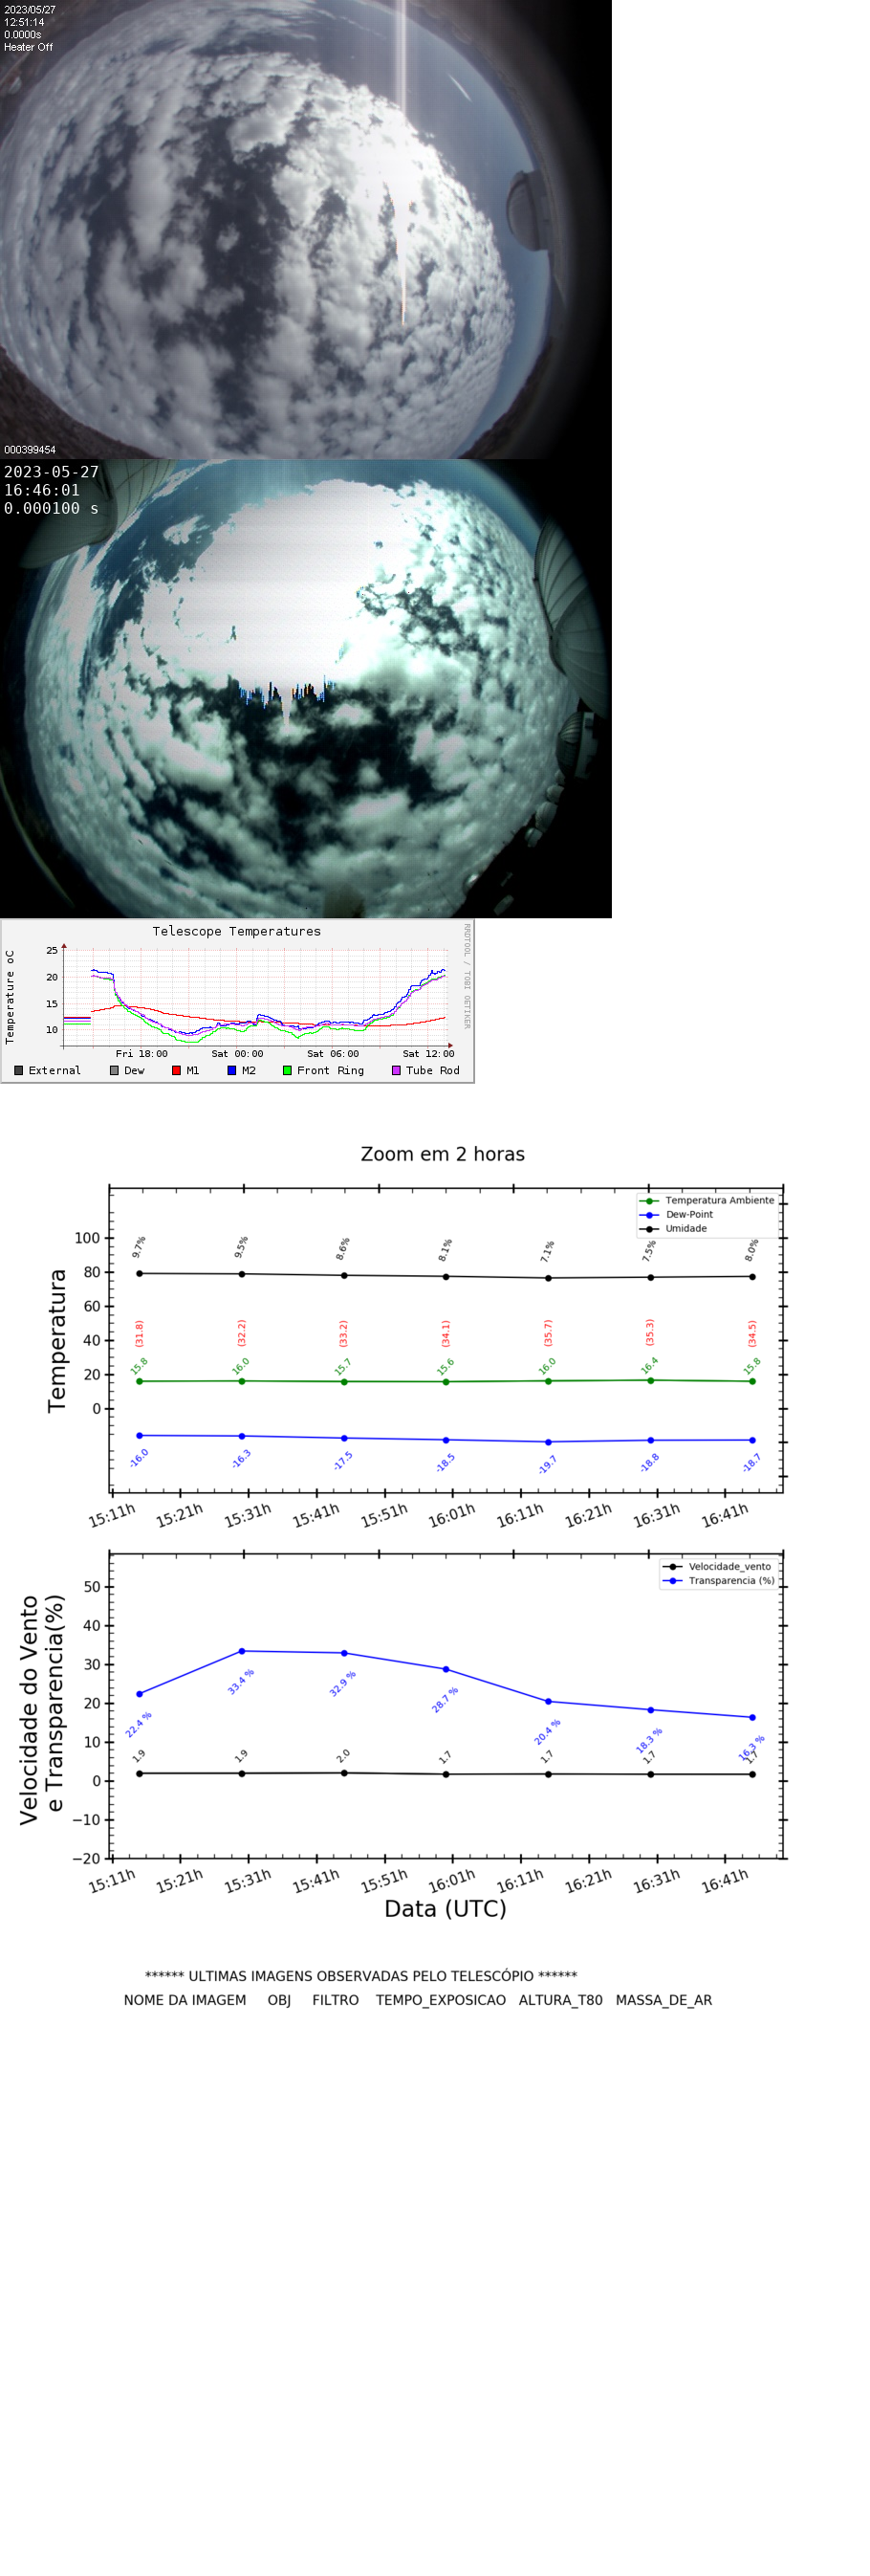 2023/05/27
12:51:14
0.0000s
Heater Off
000399454
2023-05-27
16:46:01
0.000100 s
Telescope Temperatures
RRDTOOL / TOBI OETIKER
Temperature oC
25
20
15
10
Fri 18:00 Sat 00:00 Sat 06:00 Sat 12:00
External Dew M1 M2 Front Ring Tube Rod
Zoom em 2 horas
Temperatura Ambiente
Dew-Point
Umidade
Temperatura
100
80
60
40
20
0
9.7% 9.5% 8.6% 8.1% 7.1% 7.5% 8.0%
(31.8) (32.2) (33.2) (34.1) (35.7) (35.3) (34.5)
15.8 16.0 15.7 15.6 16.0 16.4 15.8
-16.0 -16.3 -17.5 -18.5 -19.7 -18.8 -18.7
15:11h 15:21h 15:31h 15:41h 15:51h 16:01h 16:11h 16:21h 16:31h 16:41h
Velocidade_vento
Transparencia (%)
Velocidade do Vento
e Transparencia(%)
50
40
30
20
10
0
−10
−20
22.4 % 33.4 % 32.9 % 28.7 % 20.4 % 18.3 % 16.3 %
1.9 1.9 2.0 1.7 1.7 1.7 1.7
15:11h 15:21h 15:31h 15:41h 15:51h 16:01h 16:11h 16:21h 16:31h 16:41h
Data (UTC)
****** ULTIMAS IMAGENS OBSERVADAS PELO TELESCÓPIO ******
NOME DA IMAGEM OBJ FILTRO TEMPO_EXPOSICAO ALTURA_T80 MASSA_DE_AR